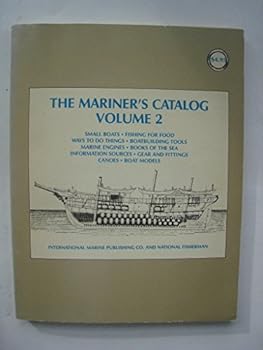 $4.95
THE MARINER'S CATALOG
VOLUME 2
SMALL BOATS • FISHING FOR FOOD
WAYS TO DO THINGS • BOATBUILDING TOOLS
MARINE ENGINES • BOOKS OF THE SEA
INFORMATION SOURCES • GEAR AND FITTINGS
CANOES • BOAT MODELS
INTERNATIONAL MARINE PUBLISHING CO. AND NATIONAL FISHERMAN